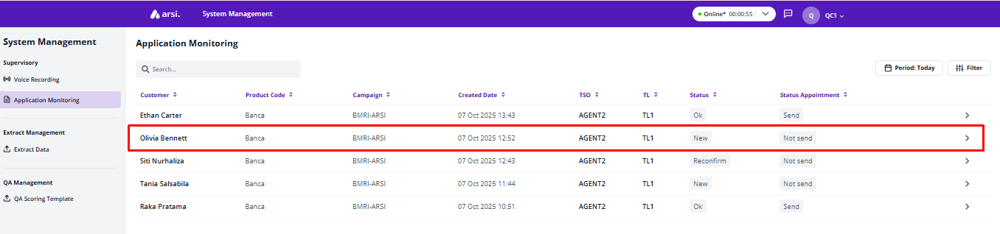 arsi. System Management Online* 00:00:55 Q QC1
System Management
Supervisory
Voice Recording
Application Monitoring
Extract Management
Extract Data
QA Management
QA Scoring Template
Application Monitoring
Search... Period: Today Filter
Customer Product Code Campaign Created Date TSO TL Status Status Appointment
Ethan Carter Banca BMRI-ARSI 07 Oct 2025 13:43 AGENT2 TL1 Ok Send
Olivia Bennett Banca BMRI-ARSI 07 Oct 2025 12:52 AGENT2 TL1 New Not send
Siti Nurhaliza Banca BMRI-ARSI 07 Oct 2025 12:43 AGENT2 TL1 Reconfirm Not send
Tania Salsabila Banca BMRI-ARSI 07 Oct 2025 11:44 AGENT2 TL1 New Not send
Raka Pratama Banca BMRI-ARSI 07 Oct 2025 10:51 AGENT2 TL1 Ok Send